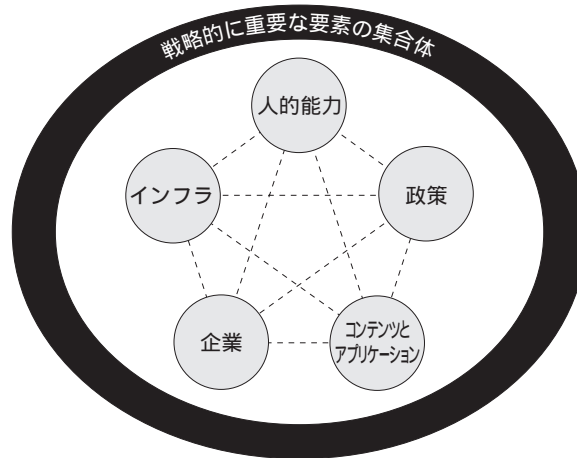 戦略的に重要な要素の集合体
人的能力
インフラ
政策
企業
コンテンツと
アプリケーション